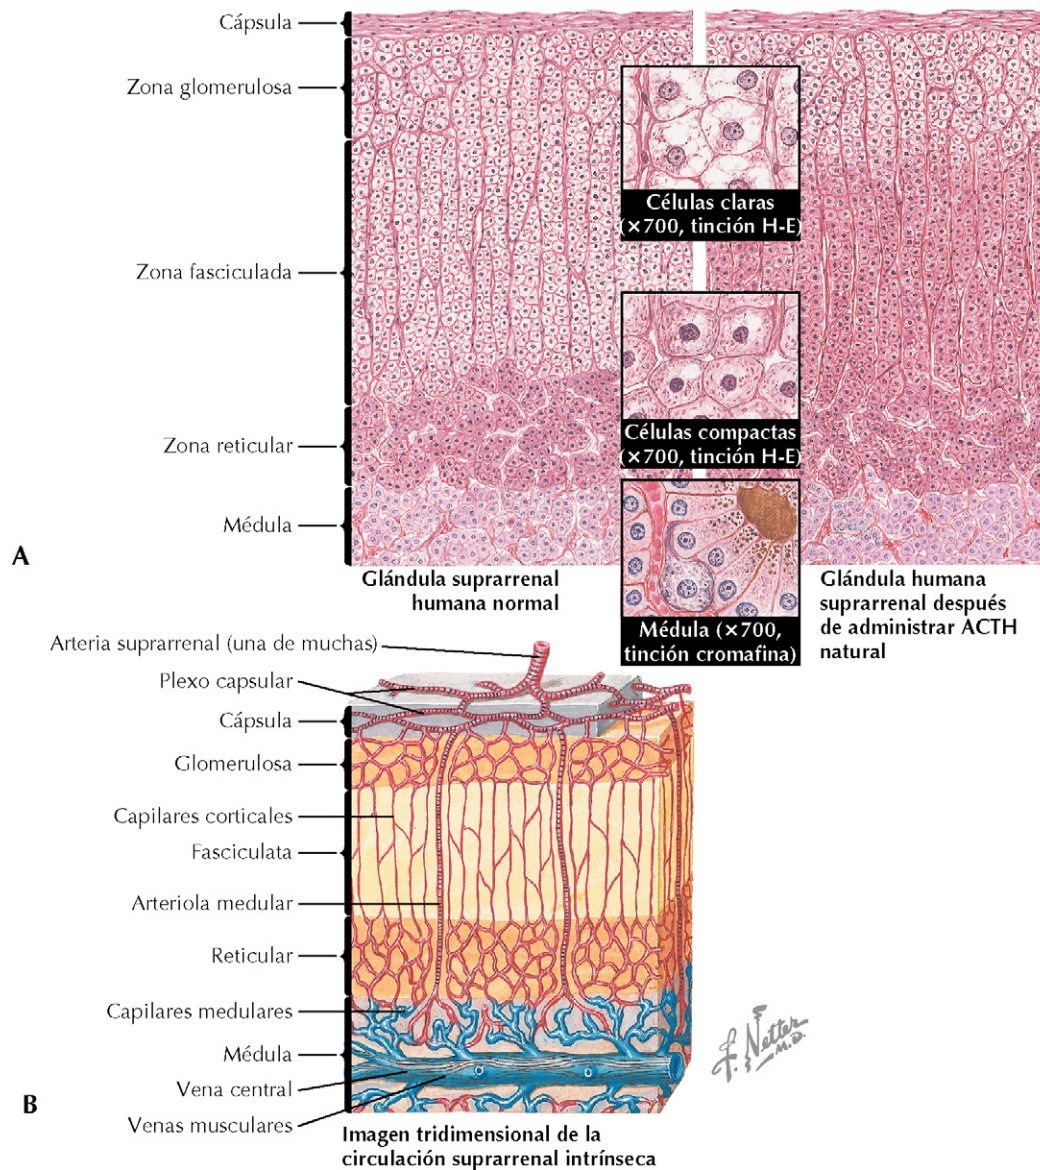 Cápsula
Zona glomerulosa
Zona fasciculada
Zona reticular
Médula
A
Células claras
(×700, tinción H-E)
Células compactas
(×700, tinción H-E)
Médula (×700,
tinción cromafina)
Glándula suprarrenal
humana normal
Glándula humana
suprarrenal después
de administrar ACTH
natural
Arteria suprarrenal (una de muchas)
Plexo capsular
Cápsula
Glomerulosa
Capilares corticales
Fasciculata
Arteriola medular
Reticular
Capilares medulares
Médula
Vena central
Venas musculares
B
Imagen tridimensional de la
circulación suprarrenal intrínseca
F. Netter
M.D.